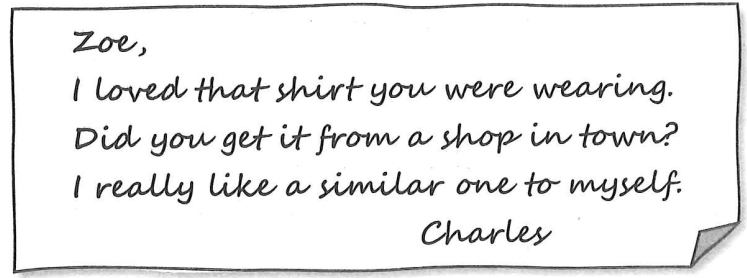 Zoe,
I loved that shirt you were wearing.
Did you get it from a shop in town?
I really like a similar one to myself.
Charles